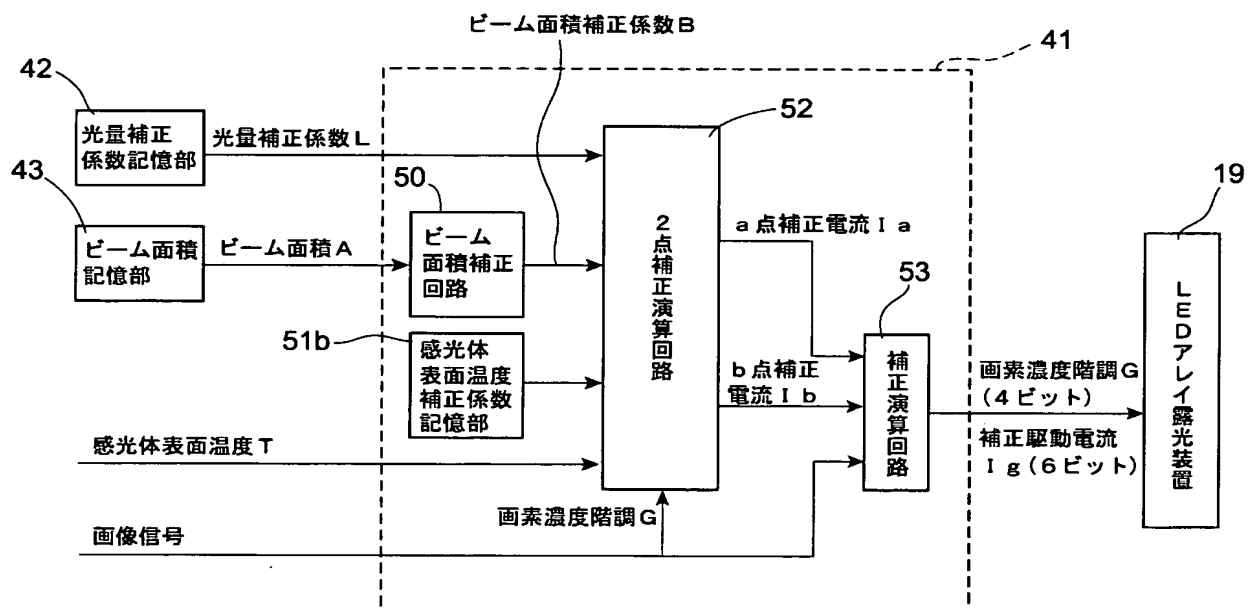 ビーム面積補正係数B
41
42
光量補正
係数記憶部
光量補正係数L
52
2点補正演算回路
43
ビーム面積
記憶部
ビーム面積A
50
ビーム
面積補正
回路
a点補正電流Ia
19
LEDアレイ露光装置
51b
感光体
表面温度
補正係数
記憶部
b点補正
電流Ib
53
補正演算回路
画素濃度階調G
(4ビット)
補正駆動電流
Ig(6ビット)
感光体表面温度T
画素濃度階調G
画像信号